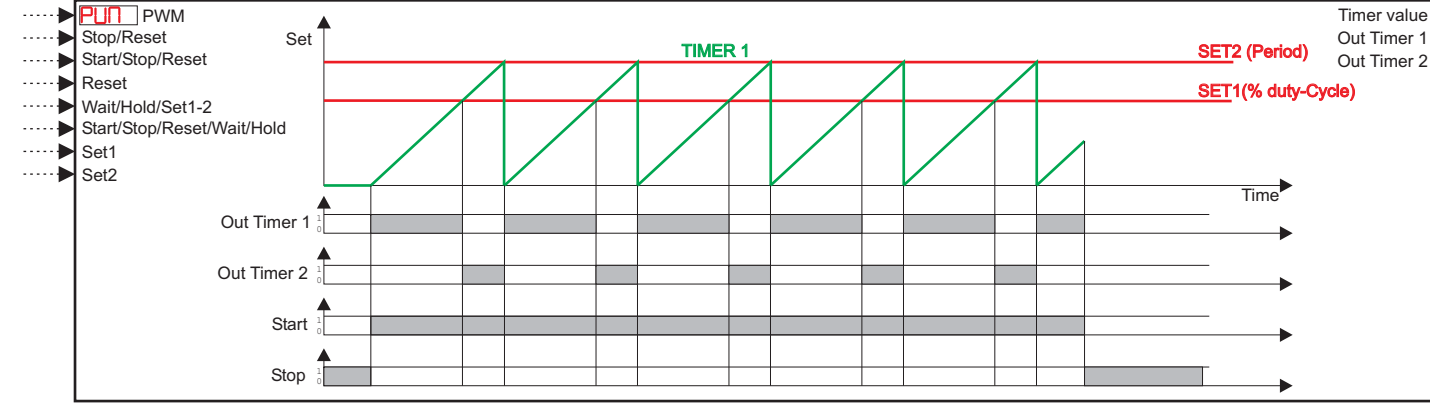 PUN PWM
Stop/Reset
Start/Stop/Reset
Reset
Wait/Hold/Set1-2
Start/Stop/Reset/Wait/Hold
Set1
Set2
Set
TIMER 1
SET2 (Period)
SET1(% duty-Cycle)
Timer value
Out Timer 1
Out Timer 2
Time
Out Timer 1
1
0
Out Timer 2
1
0
Start
1
0
Stop
1
0